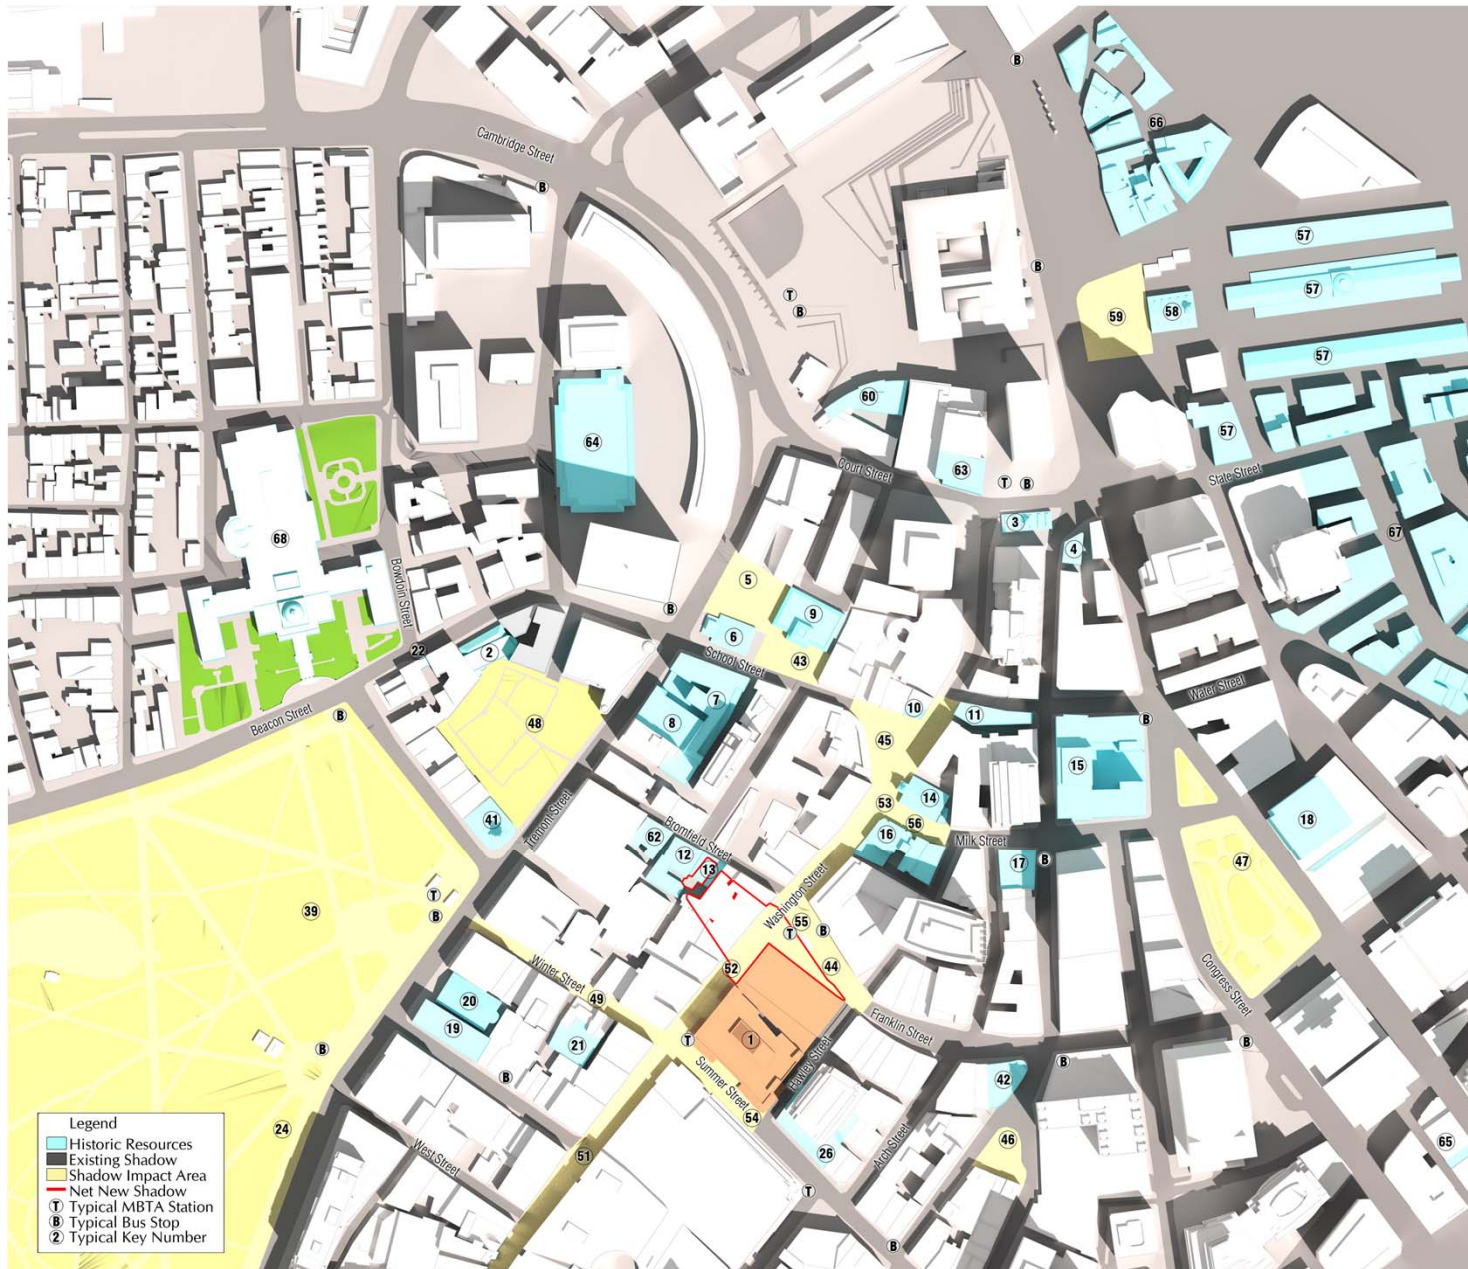 B
66
Cambridge Street
B
57
B
T
B
59
58
57
57
60
57
64
Court Street
63
T
B
State Street
3
4
68
67
5
Bowdoin Street
B
9
6
22
2
School Street
43
Water Street
7
10
Beacon Street
B
48
8
11
B
45
15
53
14
Tremont Street
41
56
18
Bromfield Street
62
16
Milk Street
12
17
B
47
13
T
39
B
Washington Street
55
T
B
52
44
Winter Street
49
20
Congress Street
19
Franklin Street
21
T
1
B
B
Hawley Street
B
B
Summer Street
42
Legend
Historic Resources
Existing Shadow
Shadow Impact Area
Net New Shadow
T Typical MBTA Station
B Typical Bus Stop
2 Typical Key Number
24
54
West Street
51
26
Arch Street
46
65
T
B